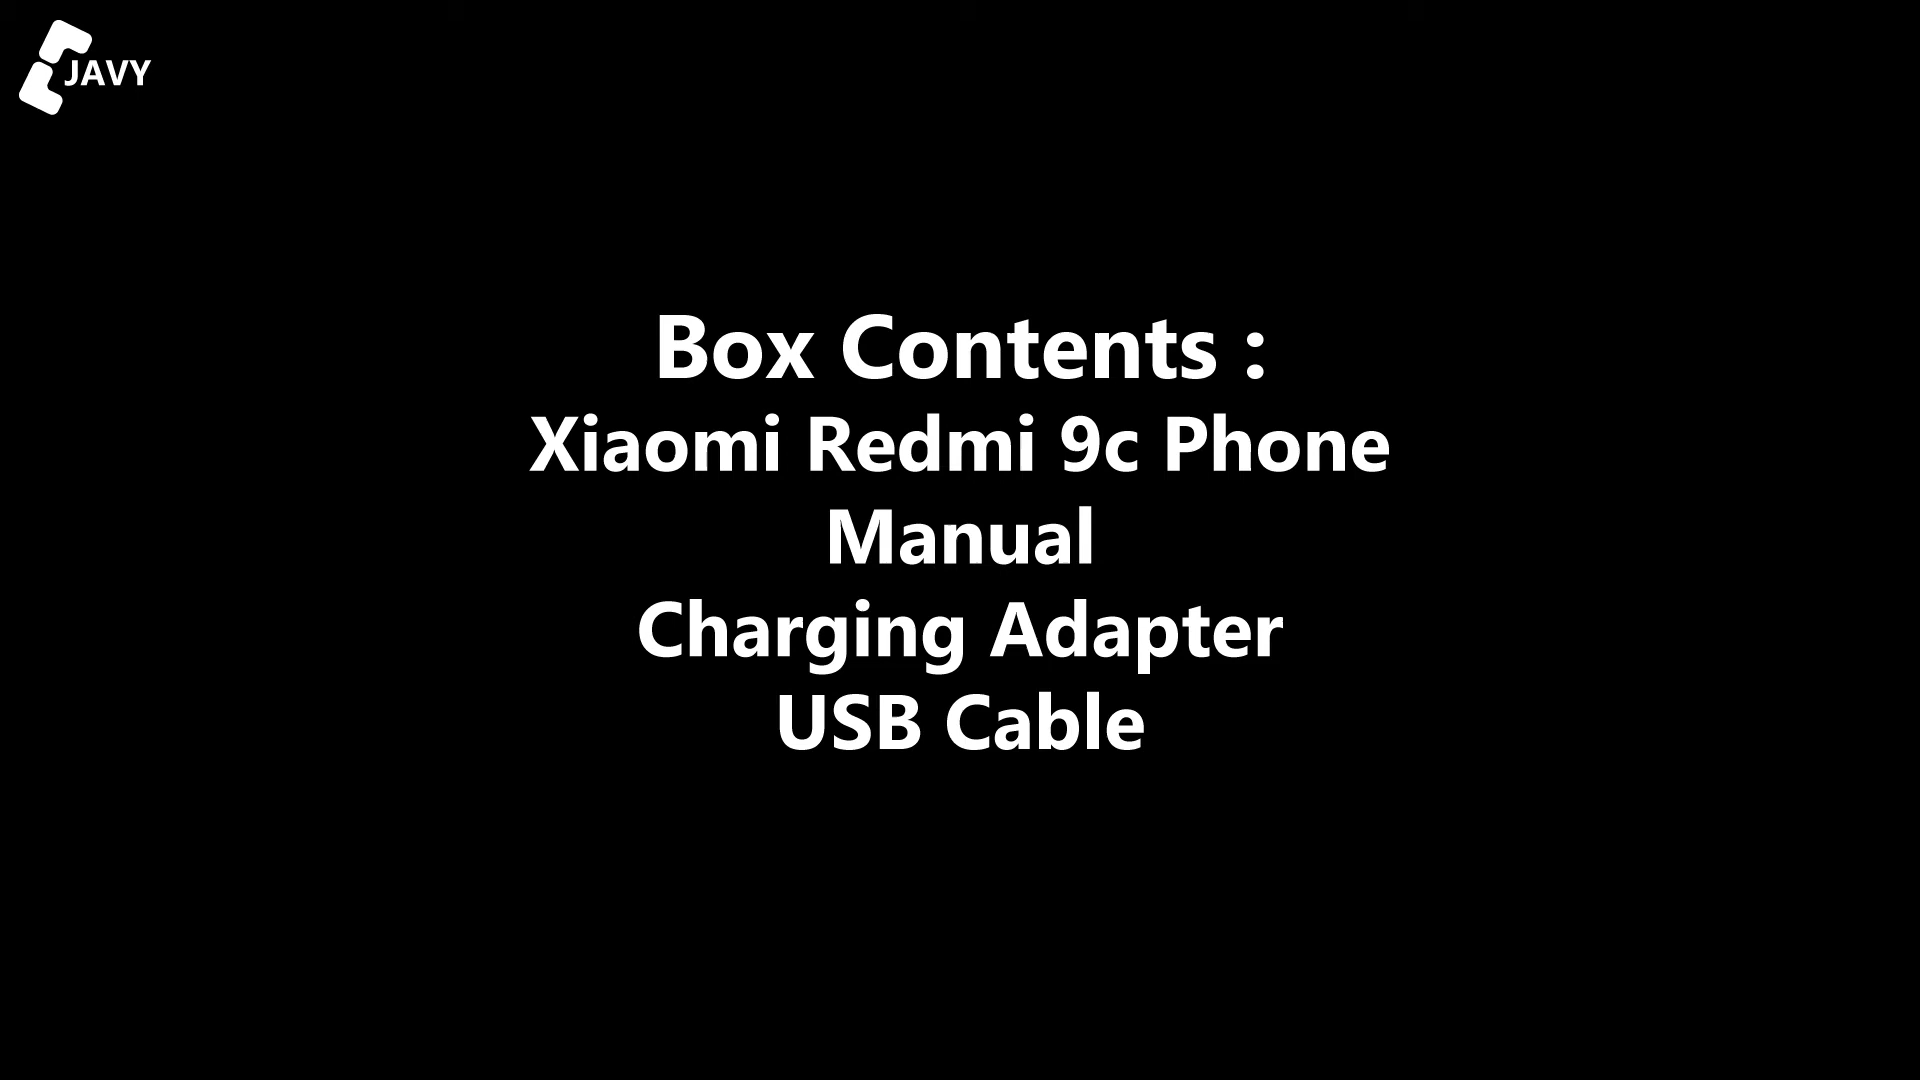 JAVY
Box Contents :
Xiaomi Redmi 9c Phone
Manual
Charging Adapter
USB Cable